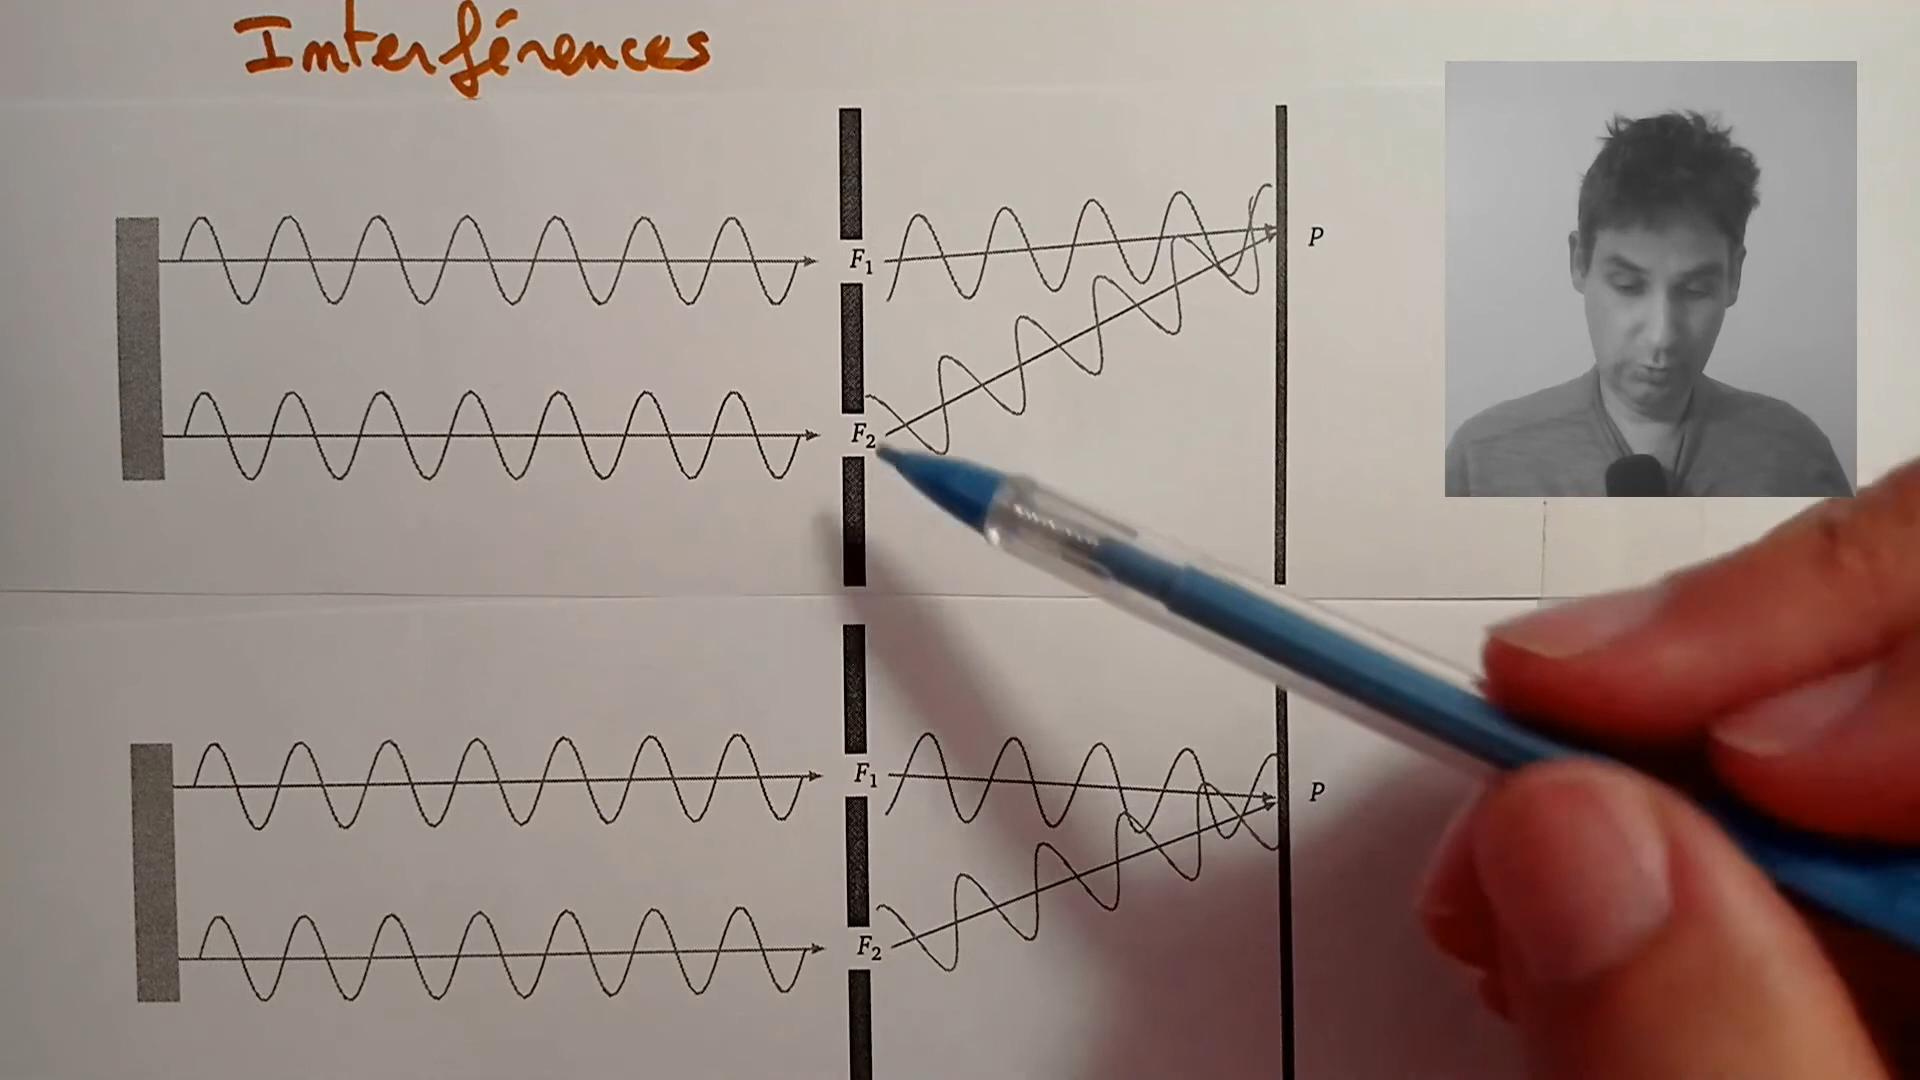 Interférences
F₁
P
F₂
F₁
P
F₂